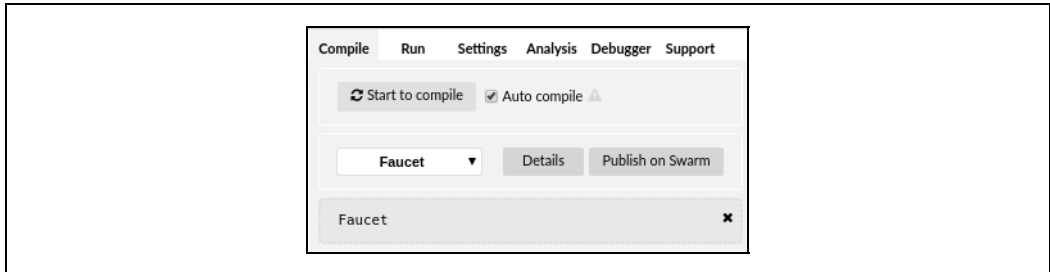 Compile Run Settings Analysis Debugger Support
Start to compile Auto compile
Faucet Details Publish on Swarm
Faucet